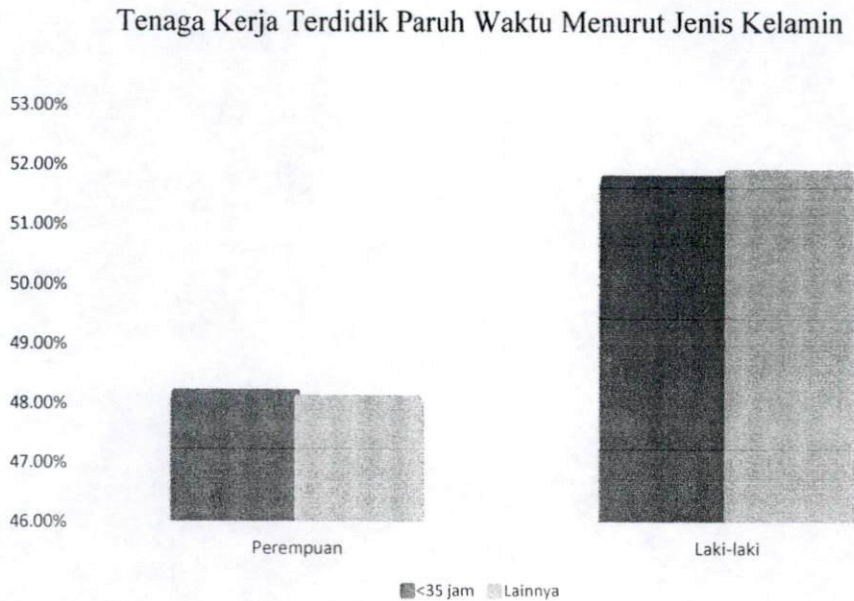 Tenaga Kerja Terdidik Paruh Waktu Menurut Jenis Kelamin
53.00%
52.00%
51.00%
50.00%
49.00%
48.00%
47.00%
46.00%
Perempuan Laki-laki
<35 jam Lainnya